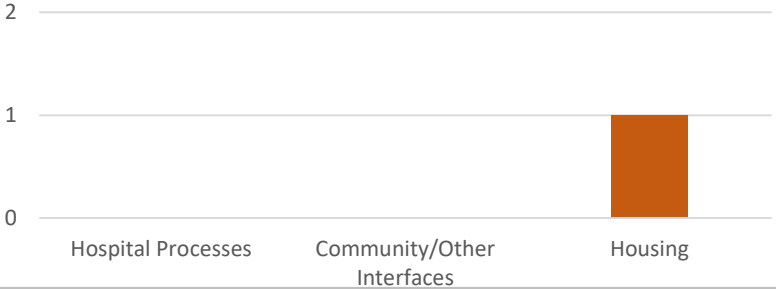 2
1
0
Hospital Processes
Community/Other
Interfaces
Housing